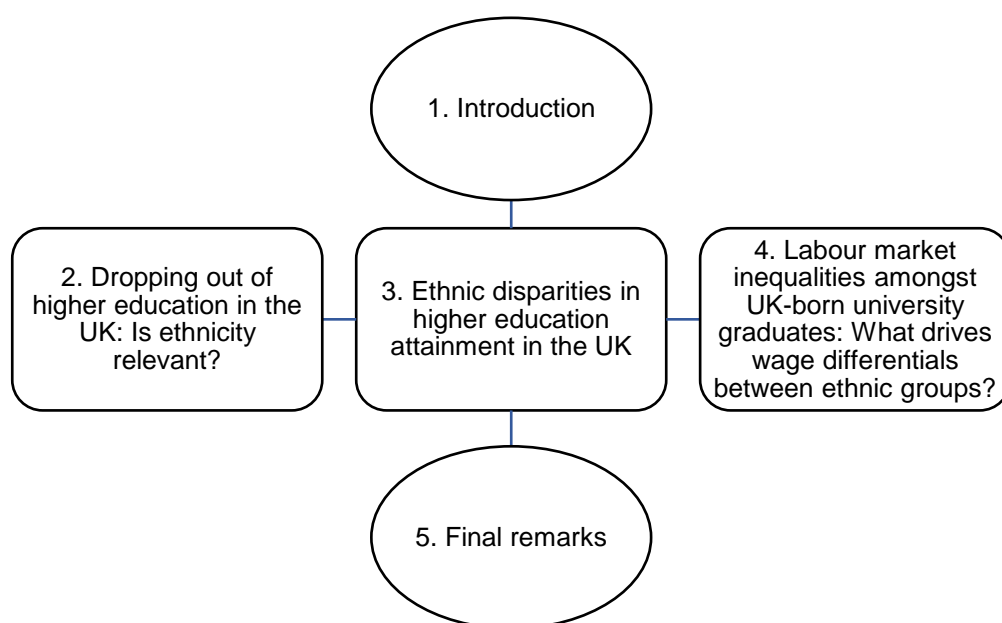 1. Introduction
2. Dropping out of
higher education in the
UK: Is ethnicity
relevant?
3. Ethnic disparities in
higher education
attainment in the UK
4. Labour market
inequalities amongst
UK-born university
graduates: What drives
wage differentials
between ethnic groups?
5. Final remarks